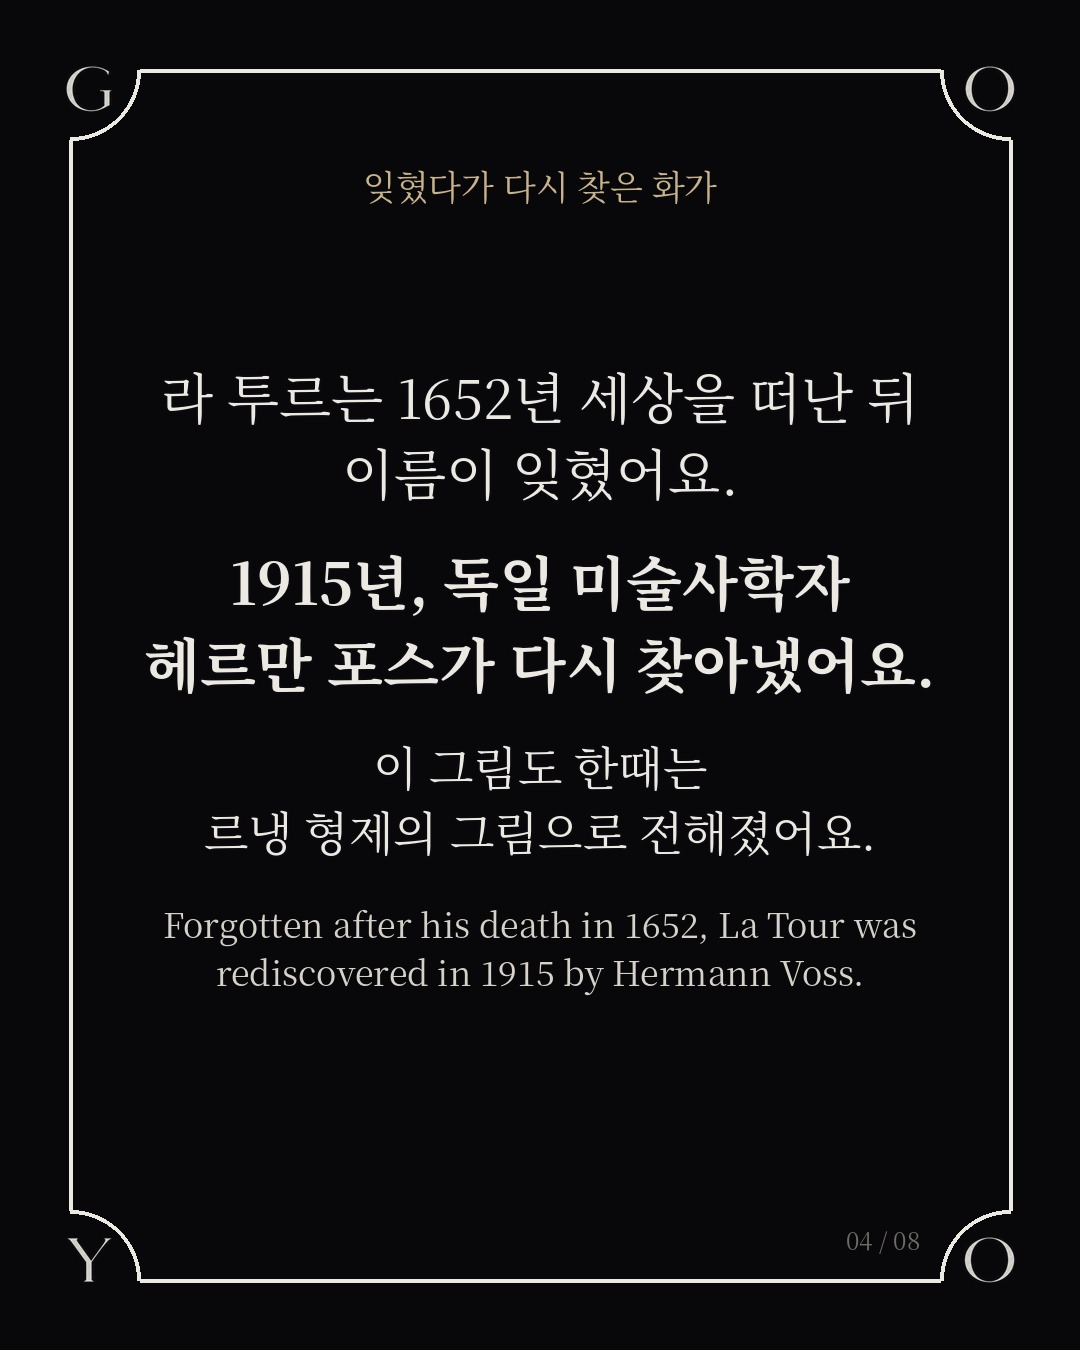 G O
잊혔다가 다시 찾은 화가
라 투르는 1652년 세상을 떠난 뒤
이름이 잊혔어요.
1915년, 독일 미술사학자
헤르만 포스가 다시 찾아냈어요.
이 그림도 한때는
르냉 형제의 그림으로 전해졌어요.
Forgotten after his death in 1652, La Tour was
rediscovered in 1915 by Hermann Voss.
04 / 08
Y O